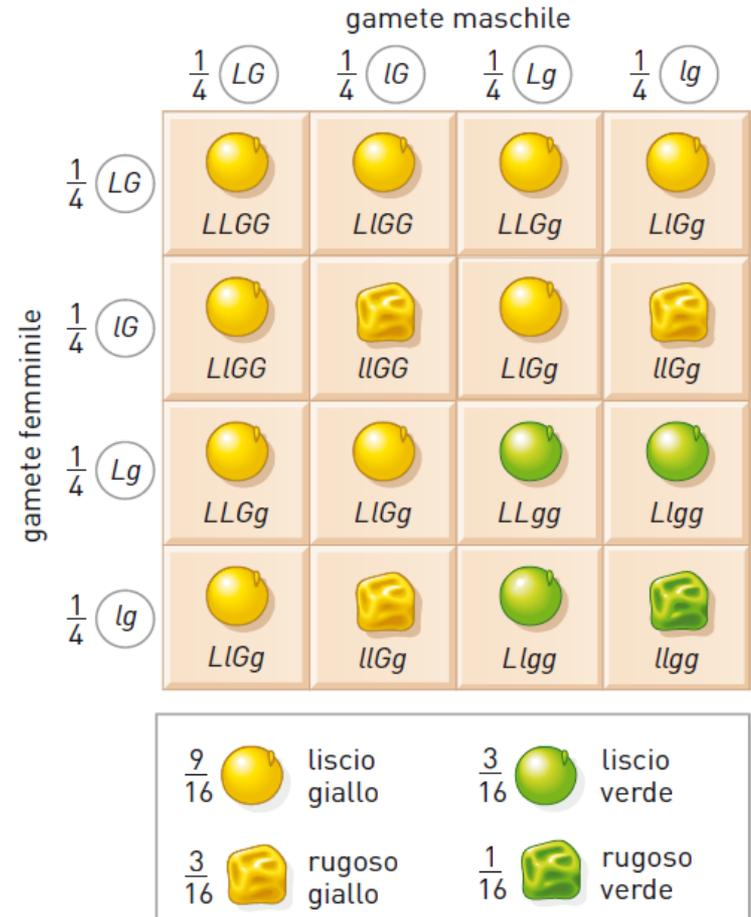 gamete maschile
1/4 LG 1/4 lG 1/4 Lg 1/4 lg
gamete femminile
1/4 LG
LLGG LlGG LLGg LlGg
1/4 lG
LlGG llGG LlGg llGg
1/4 Lg
LLGg LlGg LLgg Llgg
1/4 lg
LlGg llGg Llgg llgg
9/16 liscio
giallo
3/16 liscio
verde
3/16 rugoso
giallo
1/16 rugoso
verde